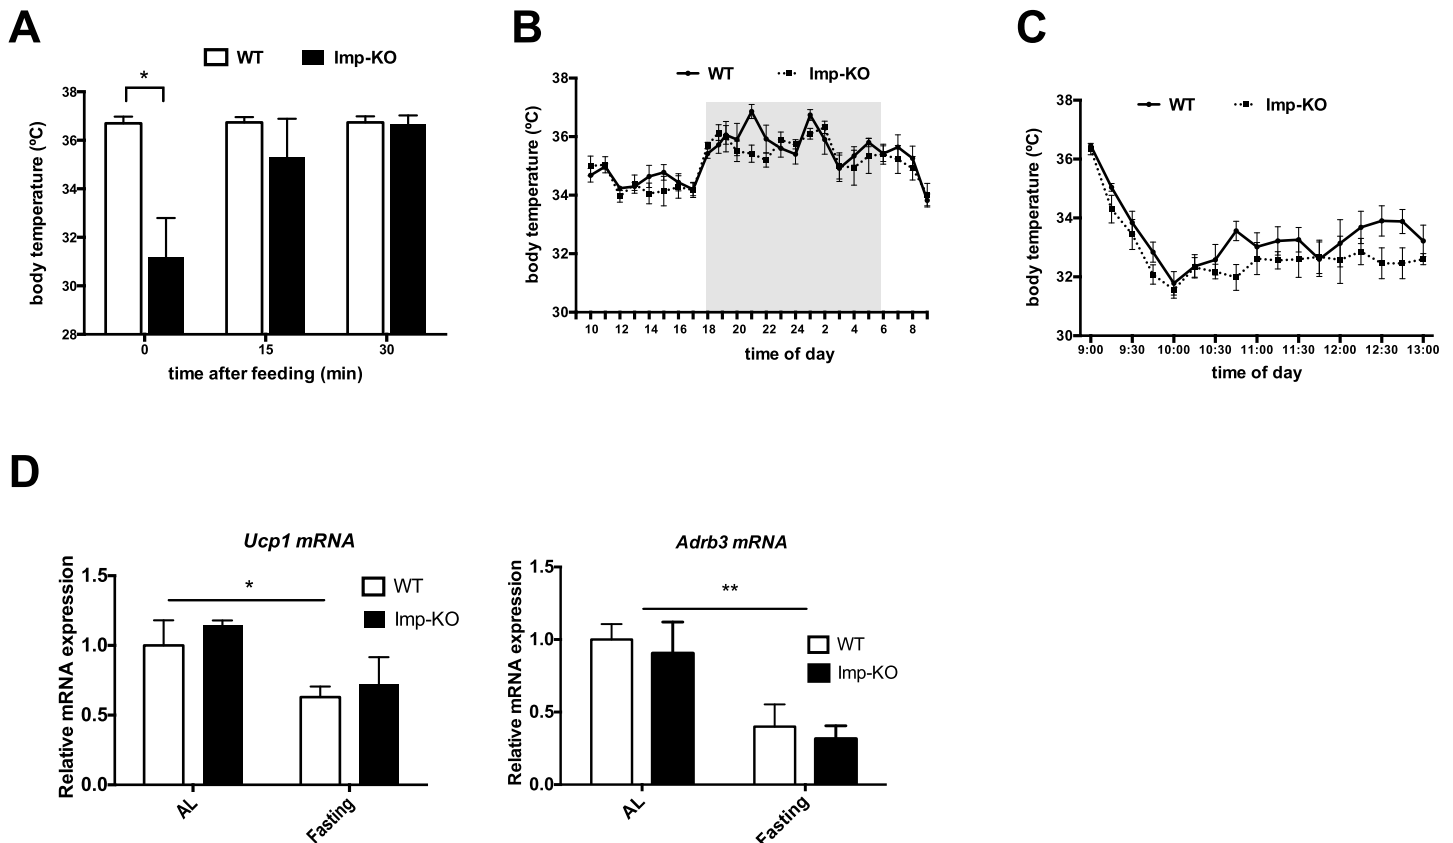 A
WT
Imp-KO
*
body temperature (ºC)
38
36
34
32
30
28
0
15
30
time after feeding (min)
B
WT
Imp-KO
body temperature (ºC)
38
36
34
32
30
10
12
14
16
18
20
22
24
2
4
6
8
time of day
C
WT
Imp-KO
body temperature (ºC)
38
36
34
32
30
9:00
9:30
10:00
10:30
11:00
11:30
12:00
12:30
13:00
time of day
D
Ucp1 mRNA
Relative mRNA expression
1.5
1.0
0.5
0.0
*
WT
Imp-KO
AL
Fasting
Adrb3 mRNA
Relative mRNA expression
1.5
1.0
0.5
0.0
**
WT
Imp-KO
AL
Fasting